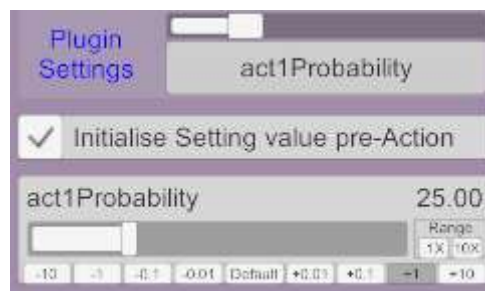 Plugin
Settings
act1Probability
Initialise Setting value pre-Action
act1Probability 25.00
Range
1X 10X
-10 -1 -0.1 -0.01 Default +0.01 +0.1 +1 +10